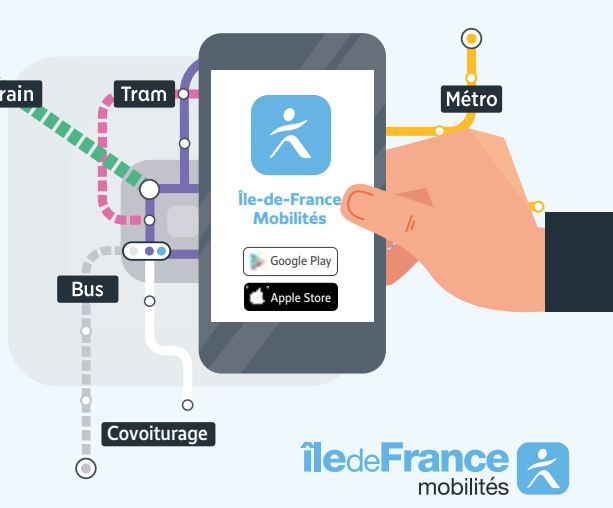 rain
Tram
Métro
Île-de-France
Mobilités
Google Play
Apple Store
Bus
Covoiturage
îledeFrance
mobilités